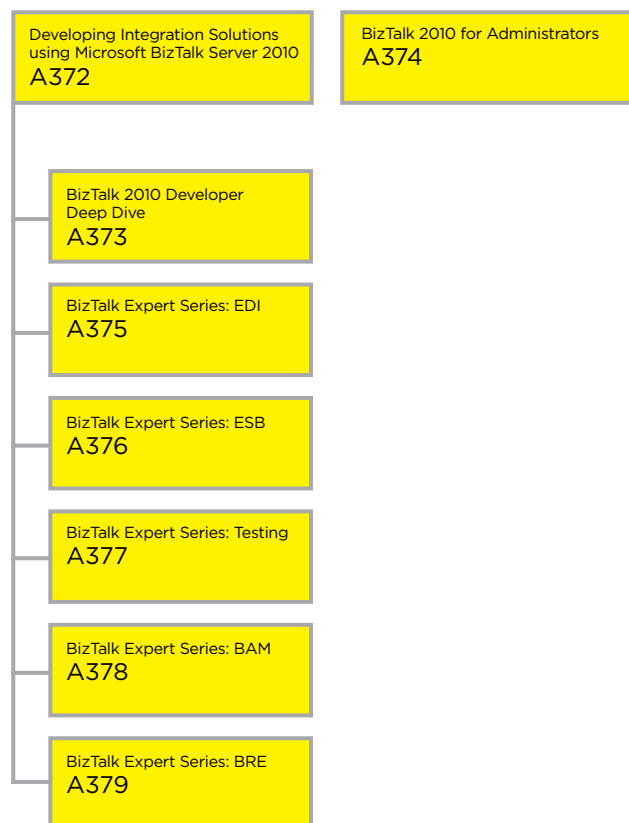 Developing Integration Solutions
using Microsoft BizTalk Server 2010
A372
BizTalk 2010 for Administrators
A374
BizTalk 2010 Developer
Deep Dive
A373
BizTalk Expert Series: EDI
A375
BizTalk Expert Series: ESB
A376
BizTalk Expert Series: Testing
A377
BizTalk Expert Series: BAM
A378
BizTalk Expert Series: BRE
A379